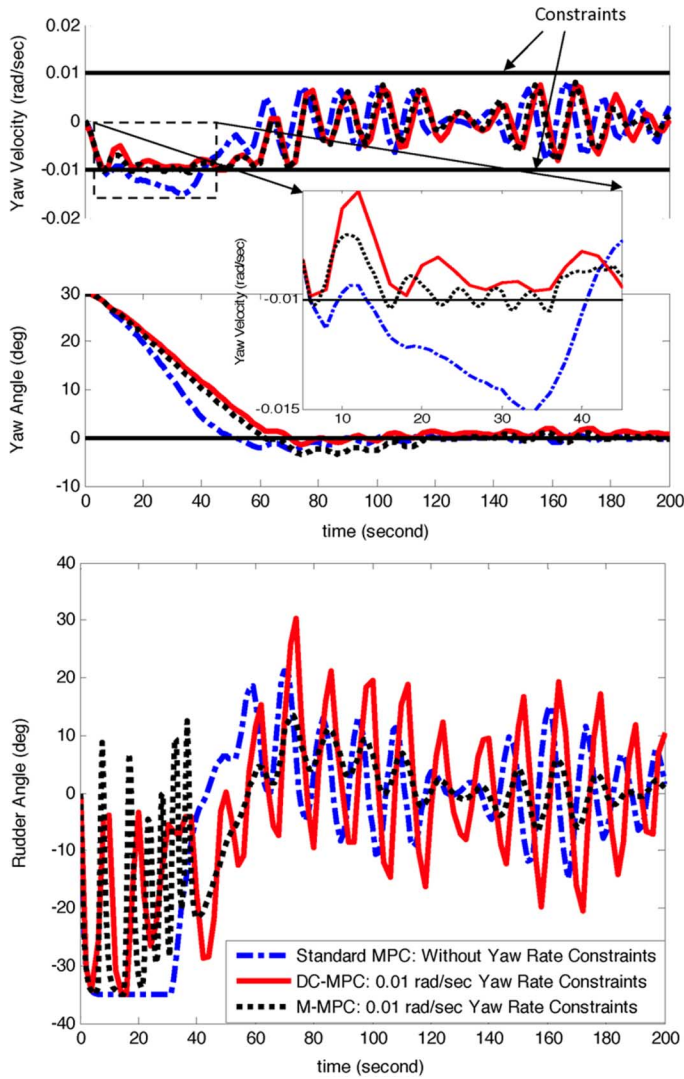 Constraints
Yaw Velocity (rad/sec)
0.02
0.01
0
-0.01
-0.02
Yaw Velocity (rad/sec)
-0.01
-0.015
10 20 30 40
Yaw Angle (deg)
30
20
10
0
-10
0 20 40 60 80 100 120 140 160 180 200
time (second)
Rudder Angle (deg)
40
30
20
10
0
-10
-20
-30
-40
Standard MPC: Without Yaw Rate Constraints
DC-MPC: 0.01 rad/sec Yaw Rate Constraints
M-MPC: 0.01 rad/sec Yaw Rate Constraints
0 20 40 60 80 100 120 140 160 180 200
time (second)